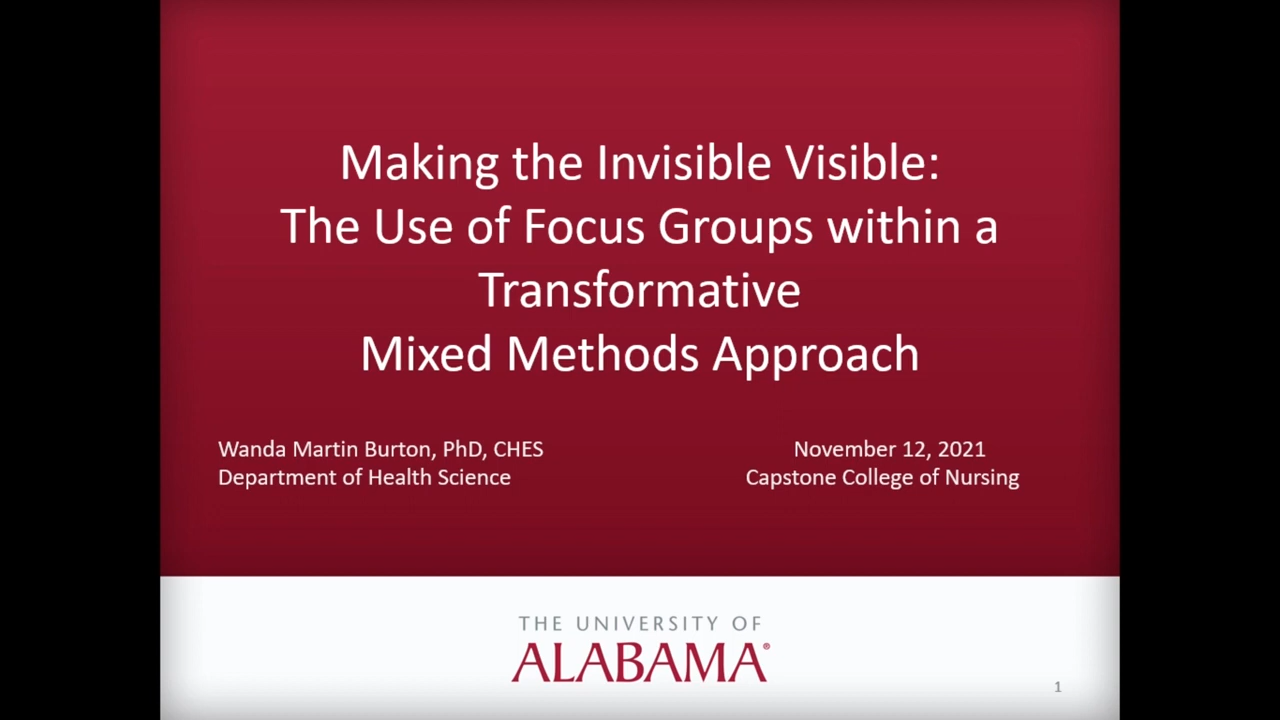 Making the Invisible Visible:
The Use of Focus Groups within a
Transformative
Mixed Methods Approach
Wanda Martin Burton, PhD, CHES
Department of Health Science
November 12, 2021
Capstone College of Nursing
THE UNIVERSITY OF
ALABAMA®
1